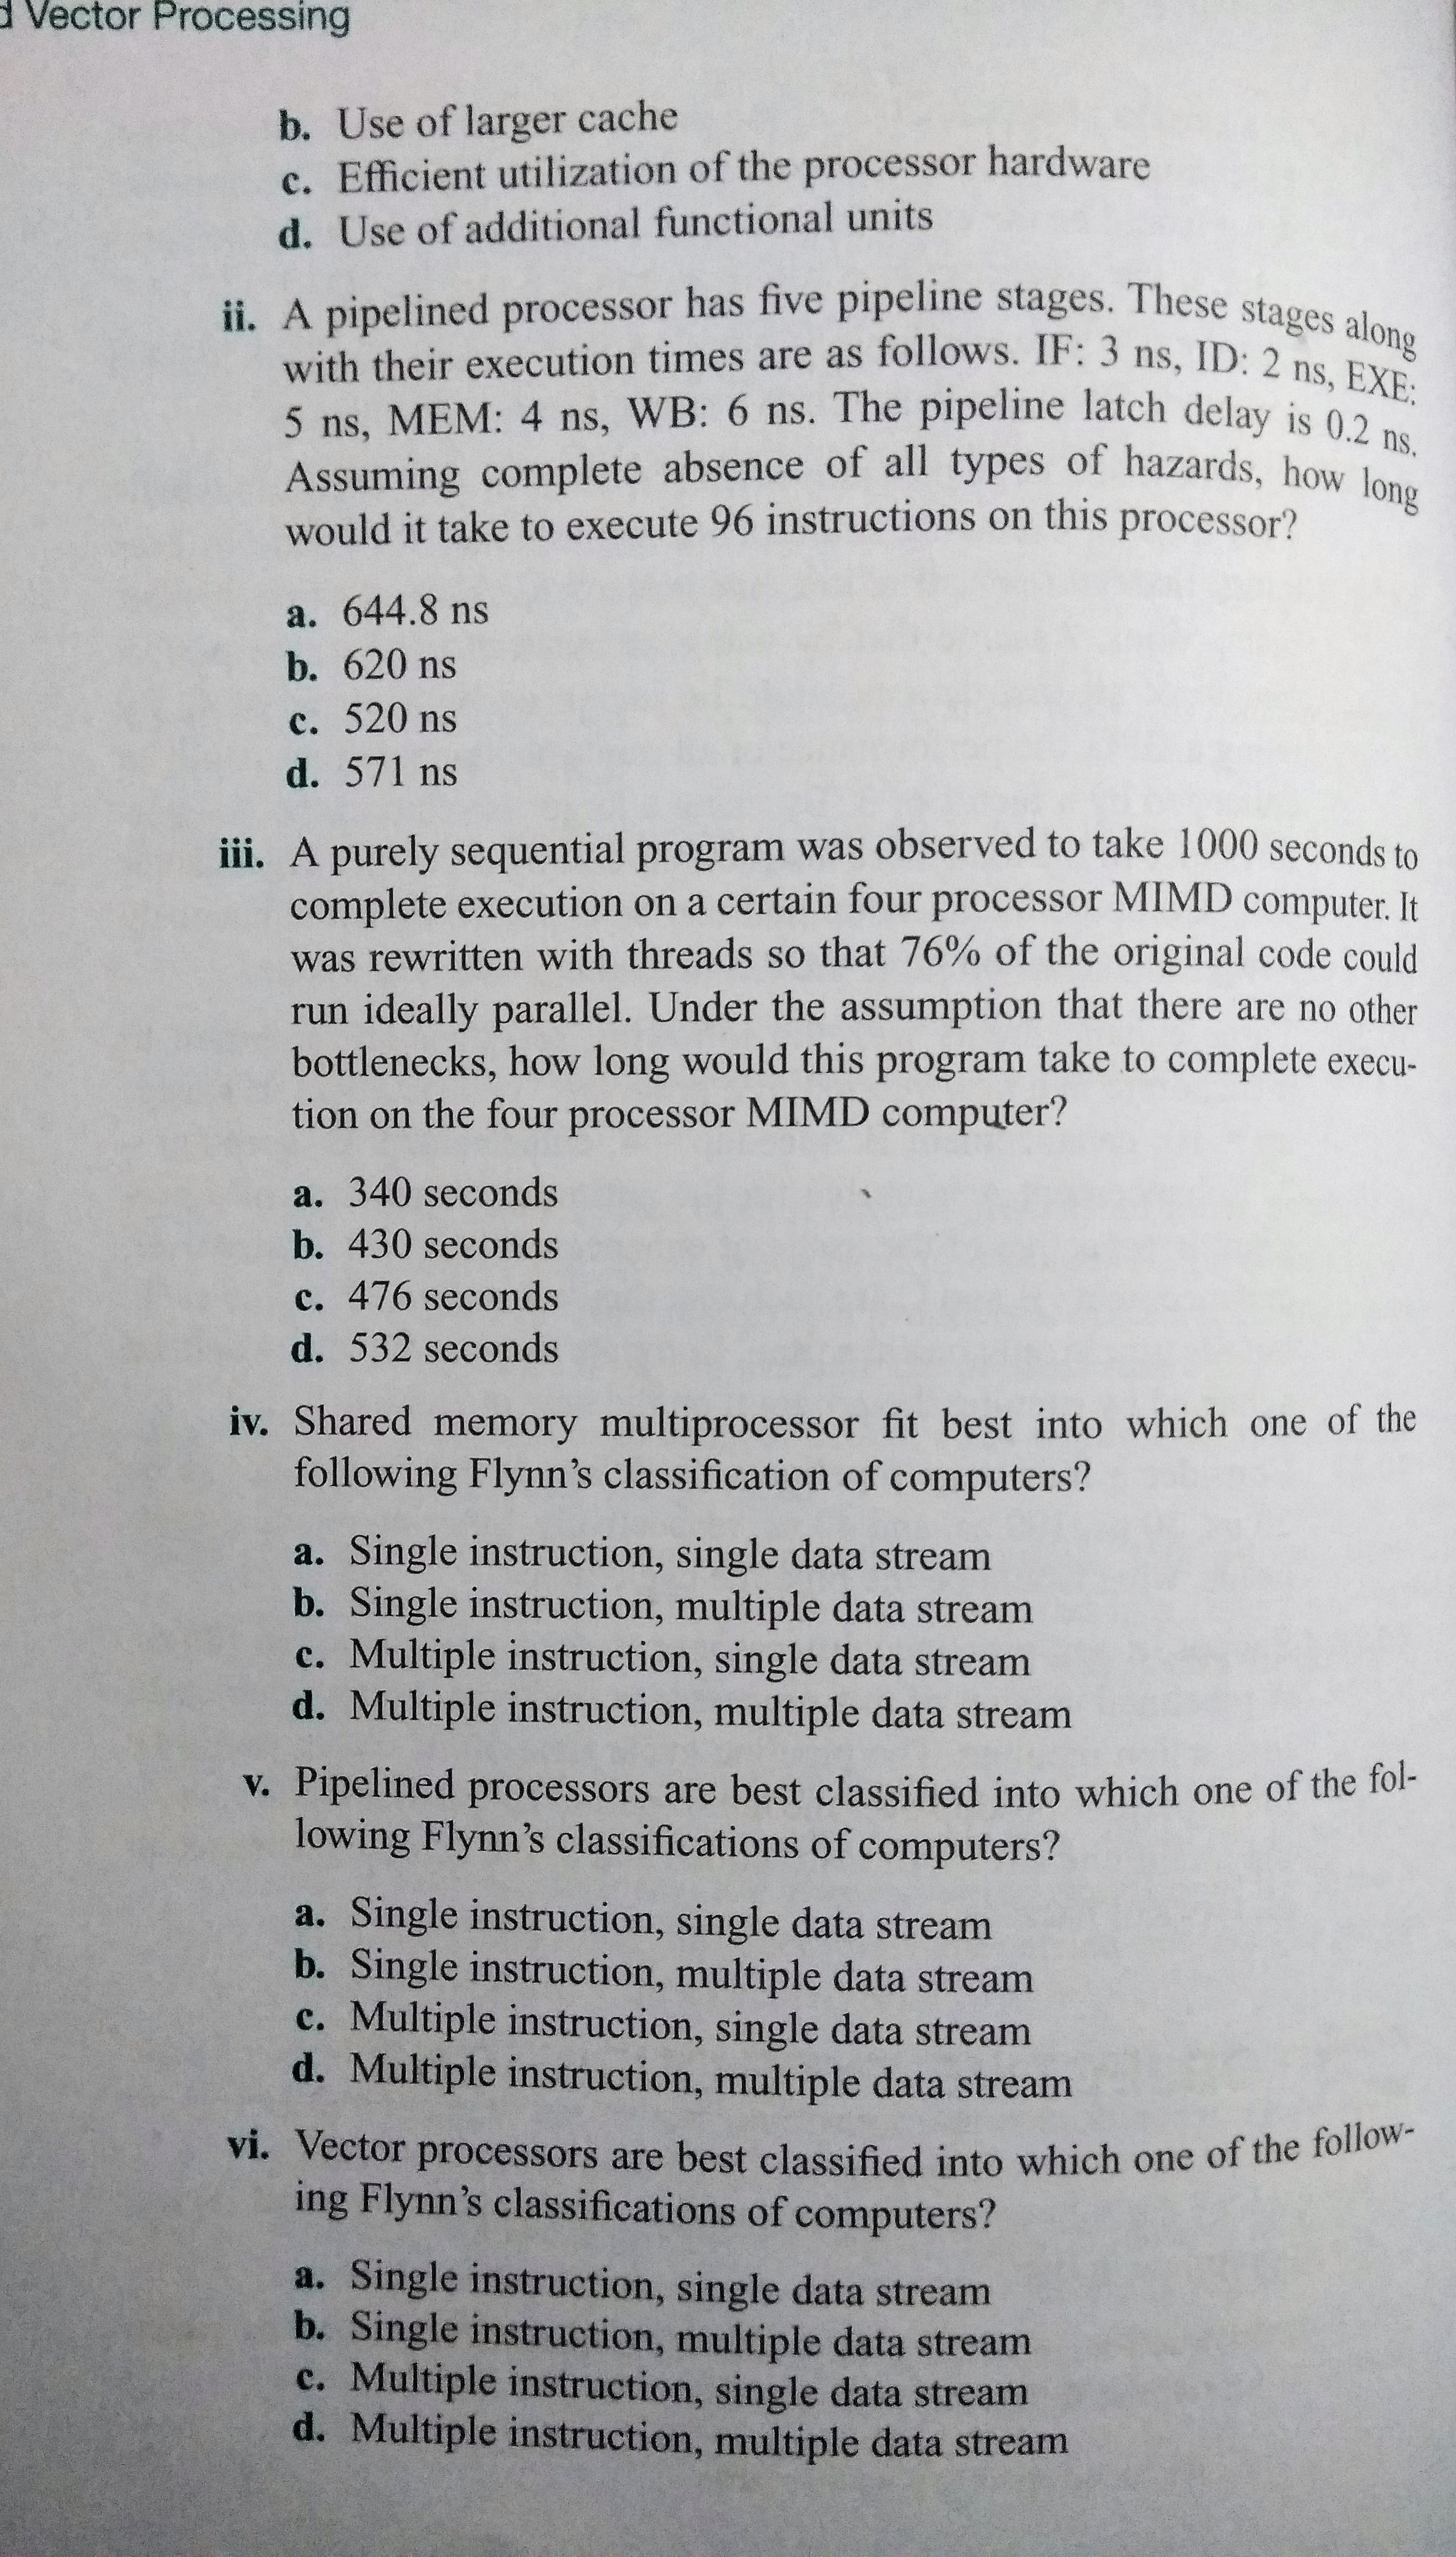 d Vector Processing
b. Use of larger cache
c. Efficient utilization of the processor hardware
d. Use of additional functional units
ii. A pipelined processor has five pipeline stages. These stages along
with their execution times are as follows. IF: 3 ns, ID: 2 ns, EXE:
5 ns, MEM: 4 ns, WB: 6 ns. The pipeline latch delay is 0.2 ns.
Assuming complete absence of all types of hazards, how long
would it take to execute 96 instructions on this processor?
a. 644.8 ns
b. 620 ns
c. 520 ns
d. 571 ns
iii. A purely sequential program was observed to take 1000 seconds to
complete execution on a certain four processor MIMD computer. It
was rewritten with threads so that 76% of the original code could
run ideally parallel. Under the assumption that there are no other
bottlenecks, how long would this program take to complete execu-
tion on the four processor MIMD computer?
a. 340 seconds
b. 430 seconds
c. 476 seconds
d. 532 seconds
iv. Shared memory multiprocessor fit best into which one of the
following Flynn's classification of computers?
a. Single instruction, single data stream
b. Single instruction, multiple data stream
c. Multiple instruction, single data stream
d. Multiple instruction, multiple data stream
v. Pipelined processors are best classified into which one of the fol-
lowing Flynn's classifications of computers?
a. Single instruction, single data stream
b. Single instruction, multiple data stream
c. Multiple instruction, single data stream
d. Multiple instruction, multiple data stream
vi. Vector processors are best classified into which one of the follow-
ing Flynn's classifications of computers?
a. Single instruction, single data stream
b. Single instruction, multiple data stream
c. Multiple instruction, single data stream
d. Multiple instruction, multiple data stream